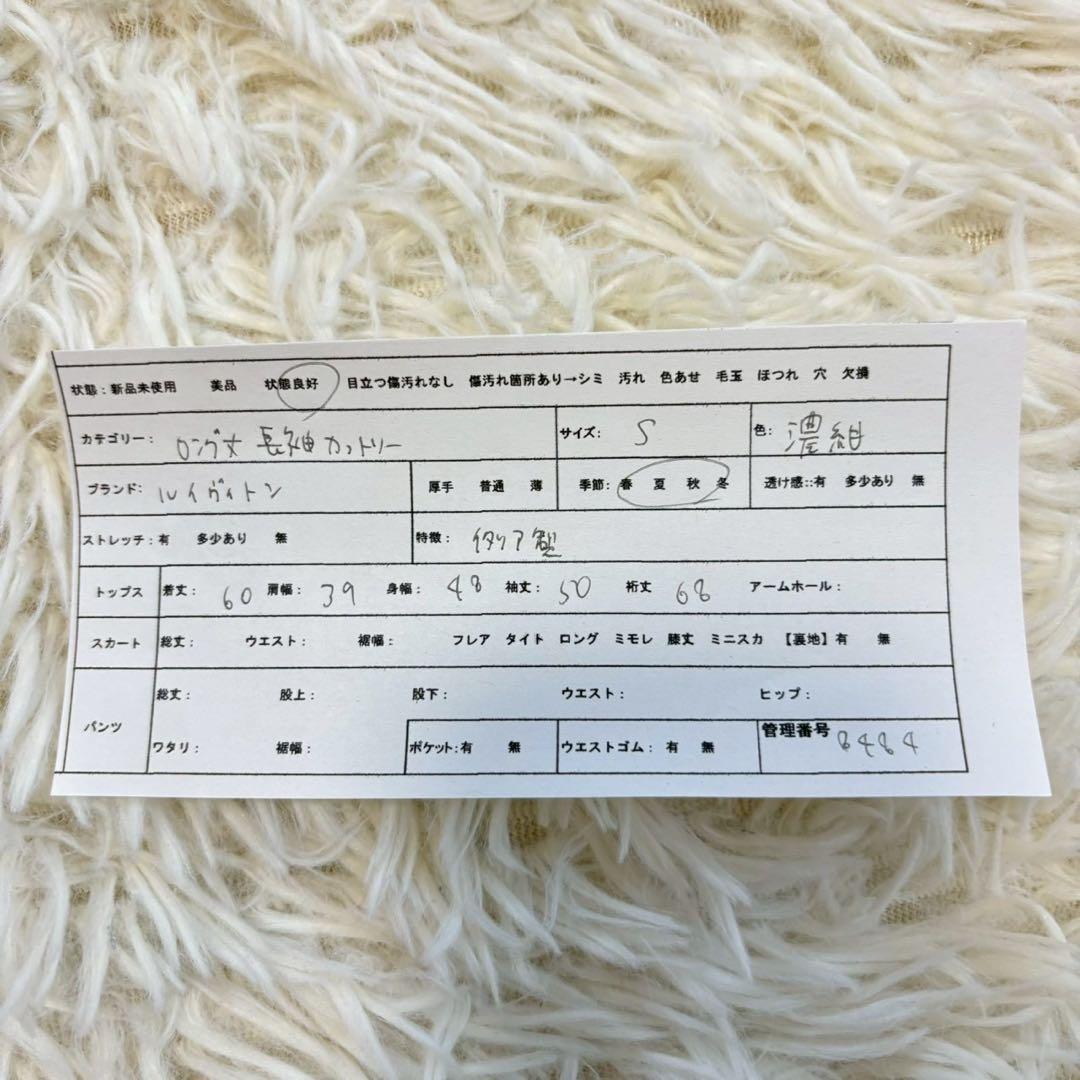 状態：新品未使用　美品　状態良好　目立つ傷汚れなし　傷汚れ箇所あり→シミ　汚れ　色あせ　毛玉　ほつれ　穴　欠損
カテゴリー：ロング丈 長袖カットソー　サイズ：S　色：濃紺
ブランド：ルイヴィトン　厚手　普通　薄　季節：春　夏　秋　冬　透け感：:有　多少あり　無
ストレッチ：有　多少あり　無　特徴：イタリア製
トップス　着丈：60　肩幅：39　身幅：48　袖丈：50　裄丈　68　アームホール：
スカート　総丈：　ウエスト：　裾幅：　フレア　タイト　ロング　ミモレ　膝丈　ミニスカ　【裏地】有　無
パンツ　総丈：　股上：　股下：　ウエスト：　ヒップ：
ワタリ：　裾幅：　ポケット：有　無　ウエストゴム：　有　無　管理番号　8484